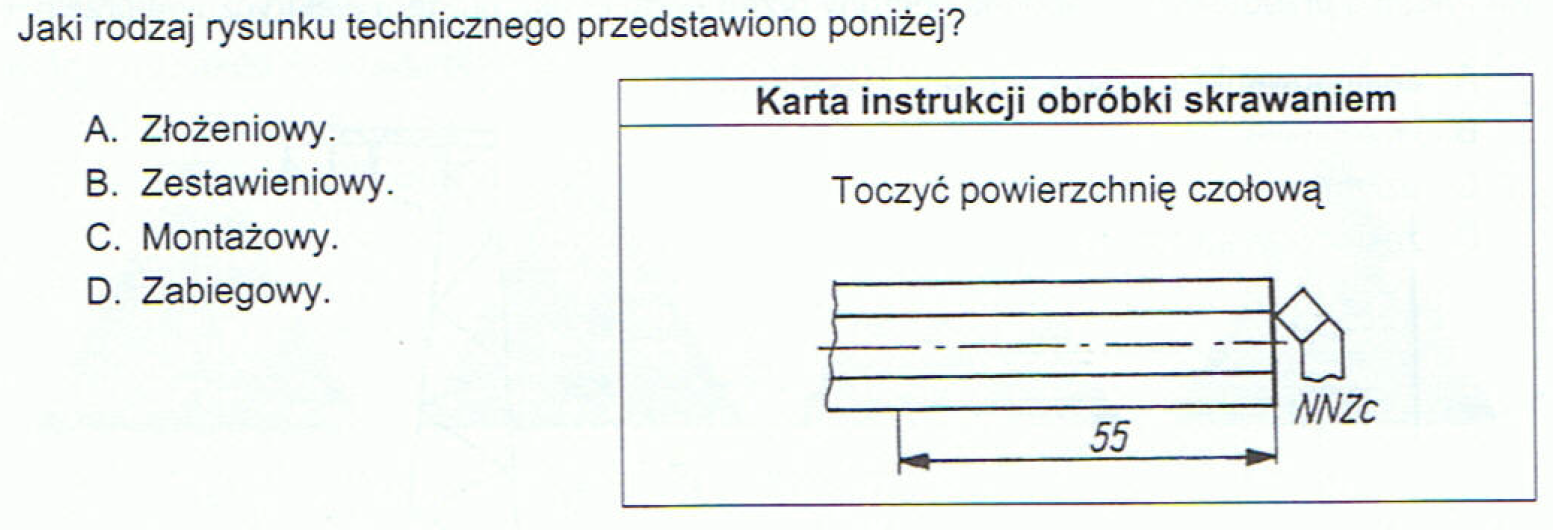 Jaki rodzaj rysunku technicznego przedstawiono poniżej?
A. Złożeniowy.
B. Zestawieniowy.
C. Montażowy.
D. Zabiegowy.
Karta instrukcji obróbki skrawaniem
Toczyć powierzchnię czołową
NNZc
55